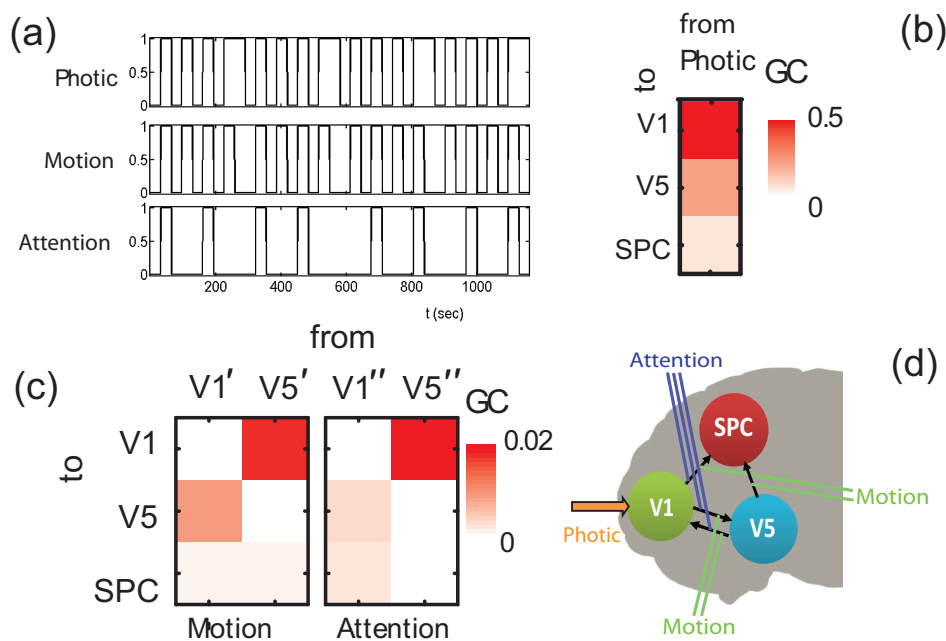 (a)
Photic
1
0.5
0
Motion
1
0.5
0
Attention
1
0.5
0
200 400 600 800 1000
t (sec)
(b)
from
Photic
to
V1
V5
SPC
GC
0.5
0
(c)
from
V1′ V5′ V1″ V5″
to
V1
V5
SPC
Motion Attention
GC
0.02
0
(d)
Attention
SPC
V1
V5
Photic
Motion
Motion